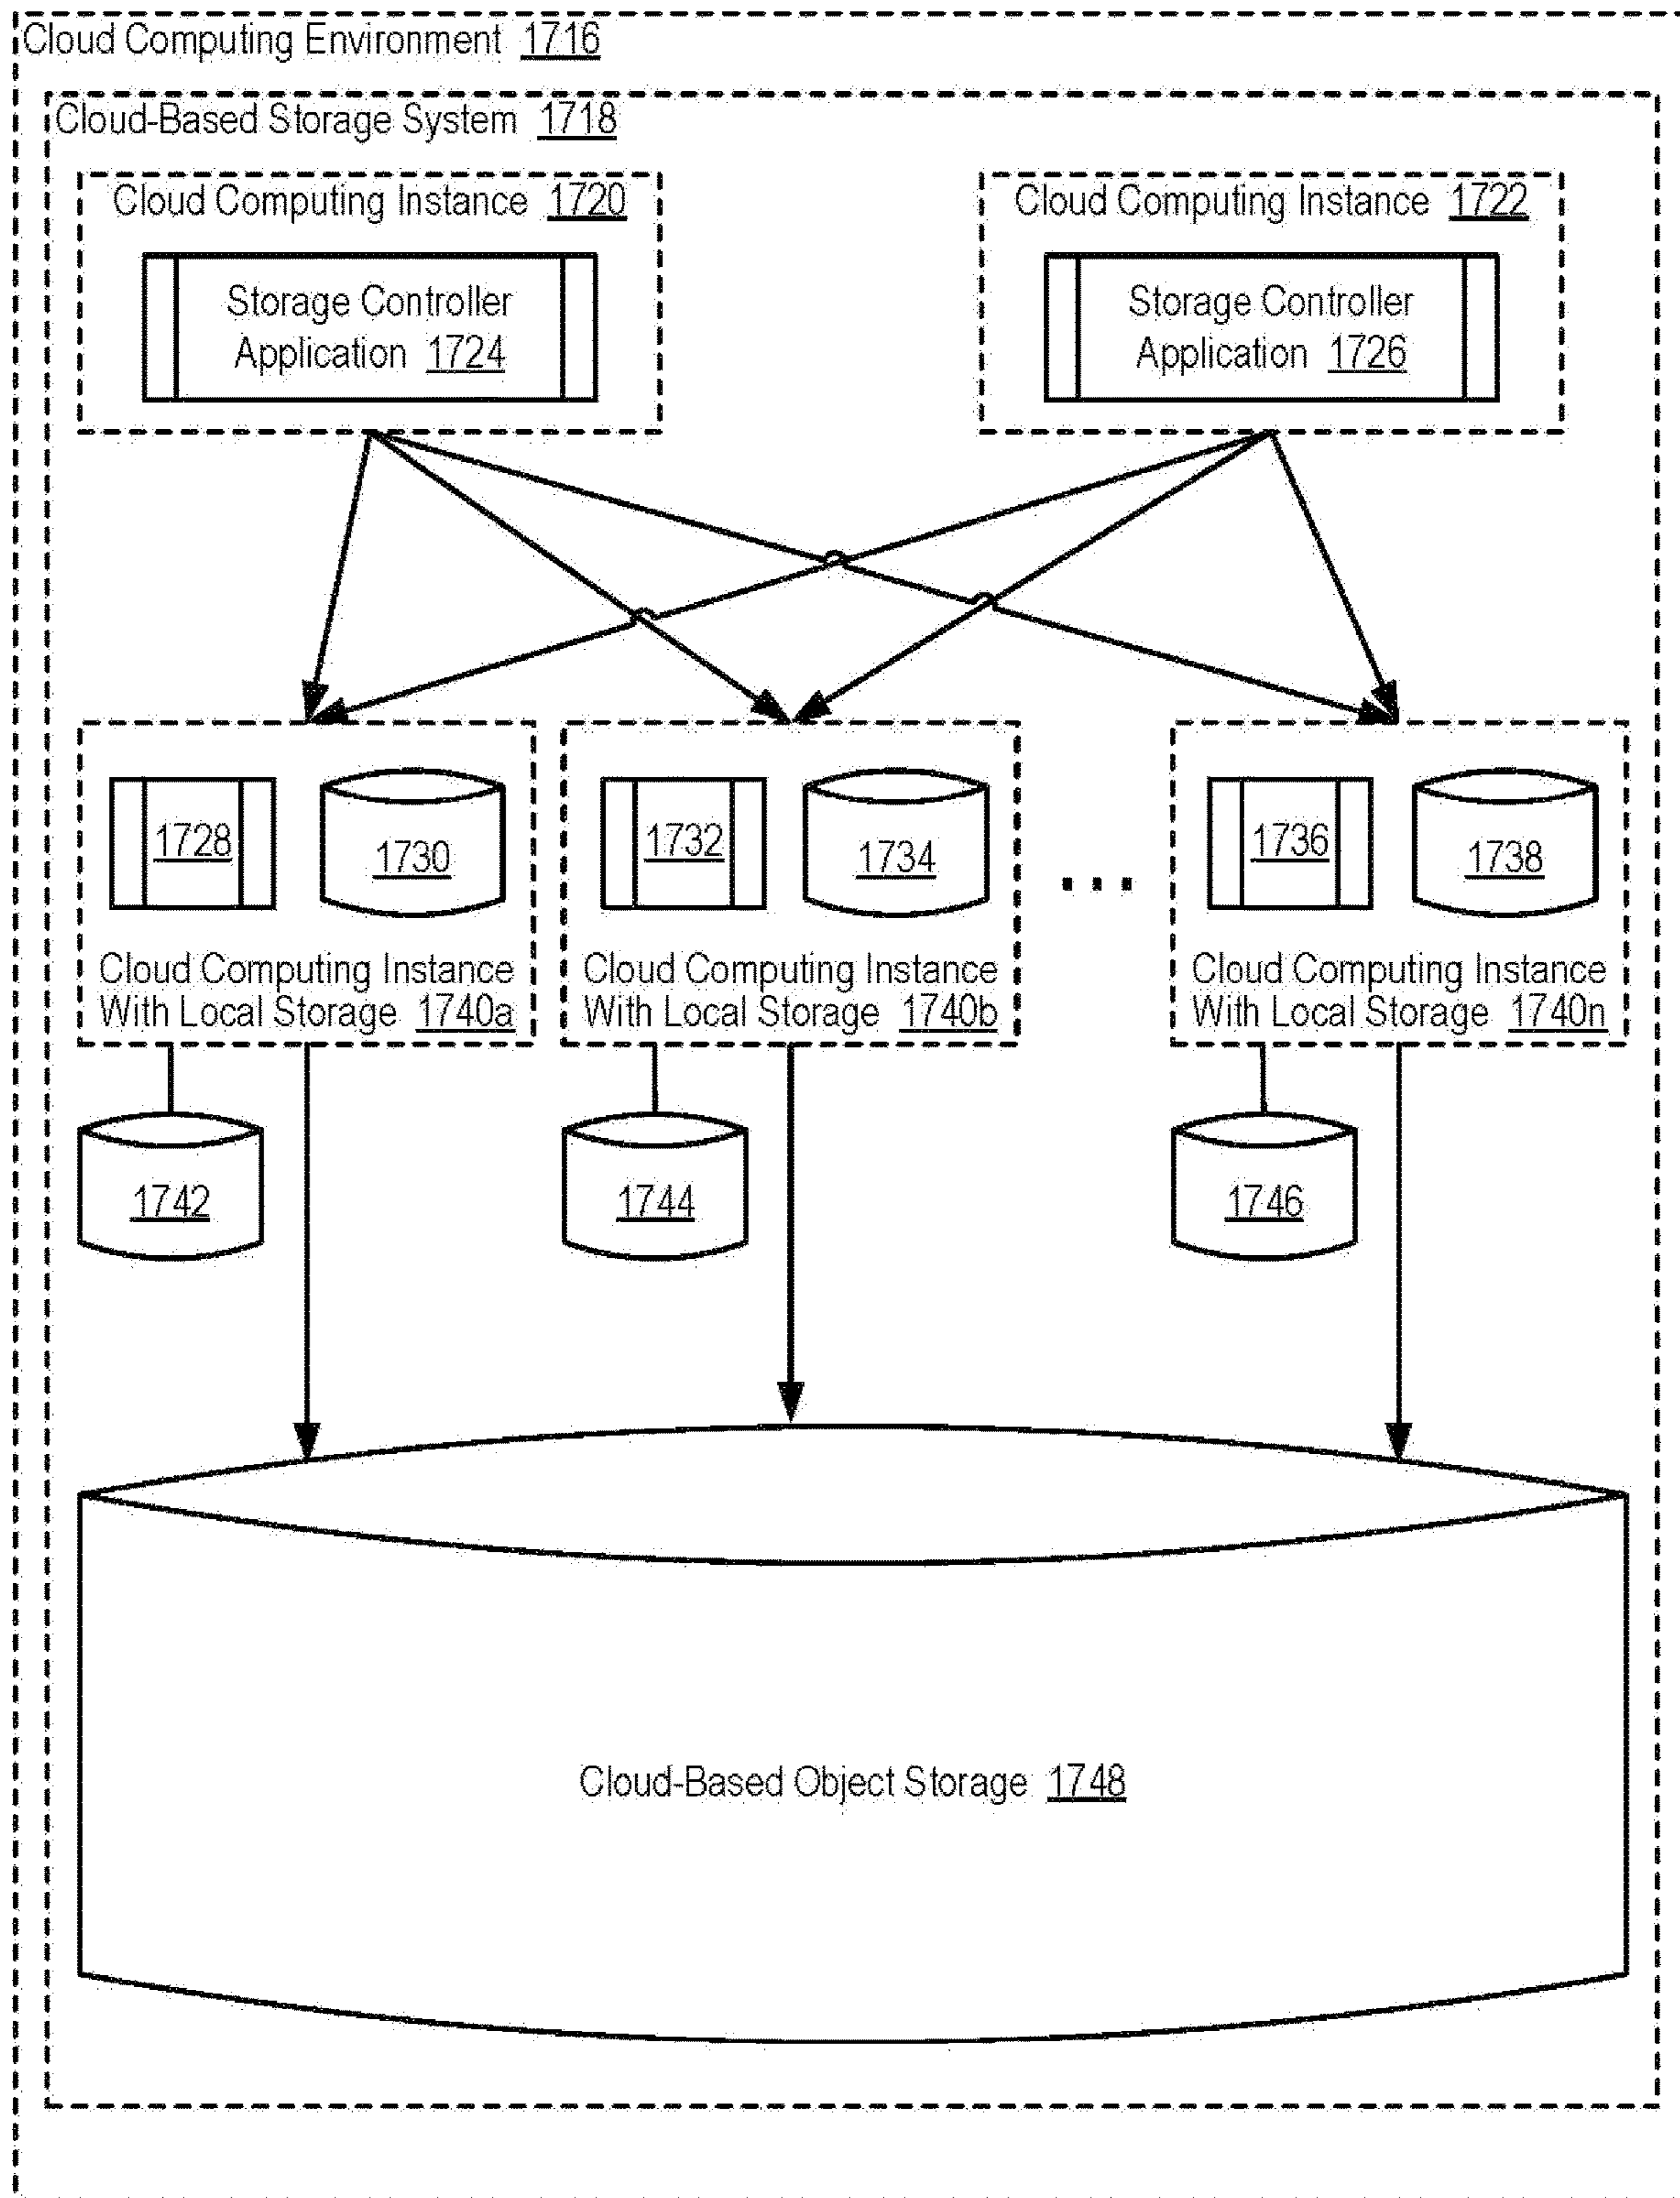 Cloud Computing Environment 1716
Cloud-Based Storage System 1718
Cloud Computing Instance 1720
Storage Controller
Application 1724
Cloud Computing Instance 1722
Storage Controller
Application 1726
1728
1730
Cloud Computing Instance
With Local Storage 1740a
1732
1734
Cloud Computing Instance
With Local Storage 1740b
...
1736
1738
Cloud Computing Instance
With Local Storage 1740n
1742
1744
1746
Cloud-Based Object Storage 1748